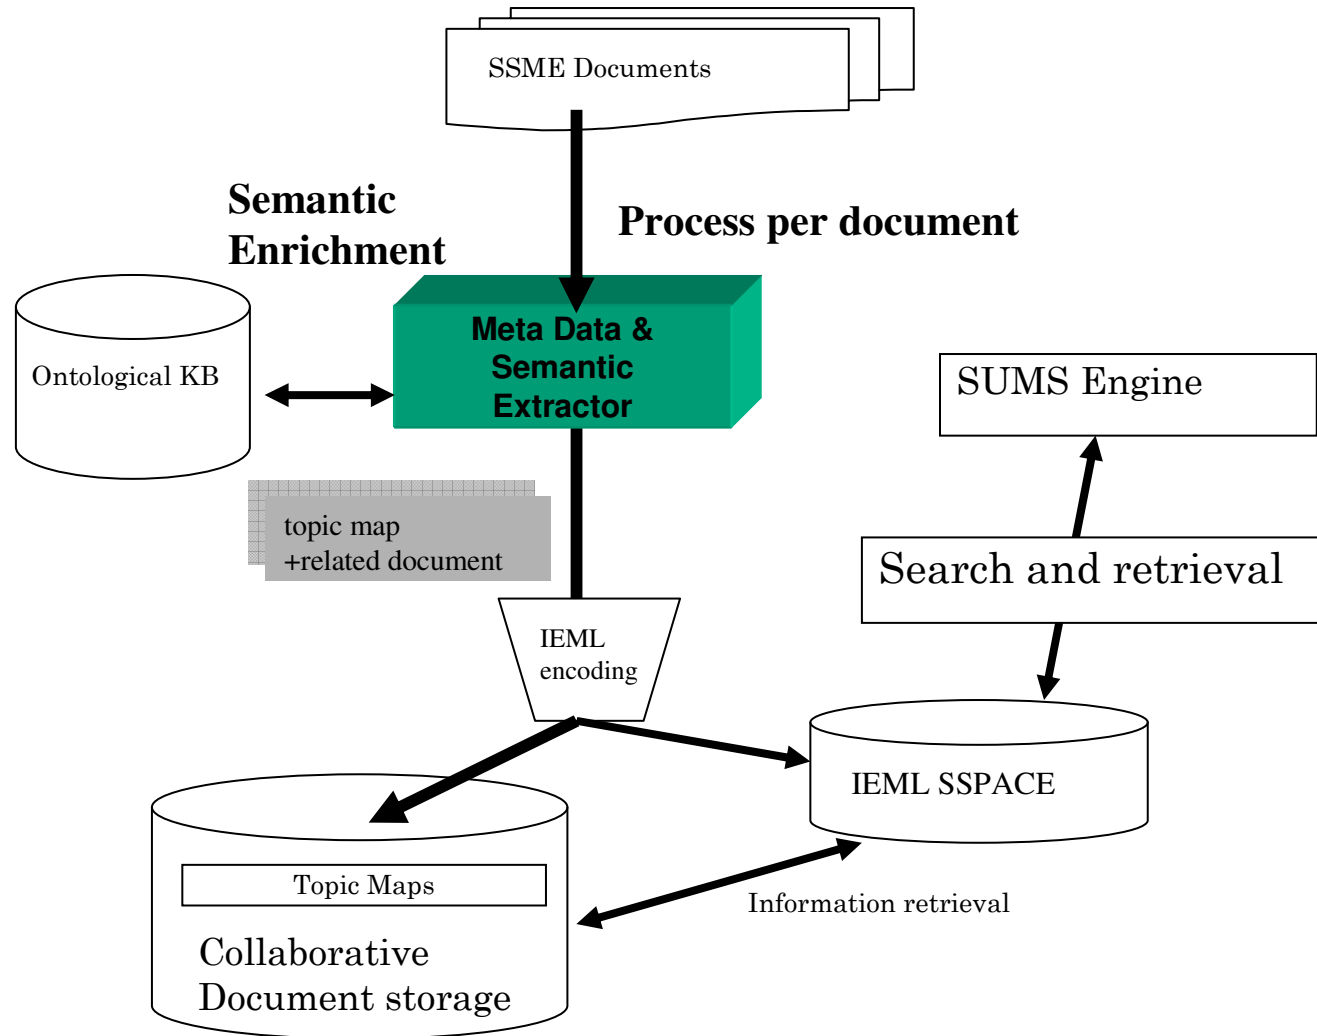 SSME Documents
Semantic
Enrichment
Process per document
Meta Data &
Semantic
Extractor
Ontological KB
SUMS Engine
topic map
+related document
Search and retrieval
IEML
encoding
IEML SSPACE
Topic Maps
Information retrieval
Collaborative
Document storage